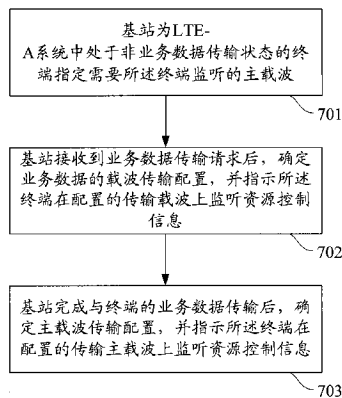 基站为LTE-
A系统中处于非业务数据传输状态的终
端指定需要所述终端监听的主载波
701
基站接收到业务数据传输请求后，确定
业务数据的载波传输配置，并指示所述
终端在配置的传输载波上监听资源控制
信息
702
基站完成与终端的业务数据传输后，确
定主载波传输配置，并指示所述终端在
配置的传输主载波上监听资源控制信息
703